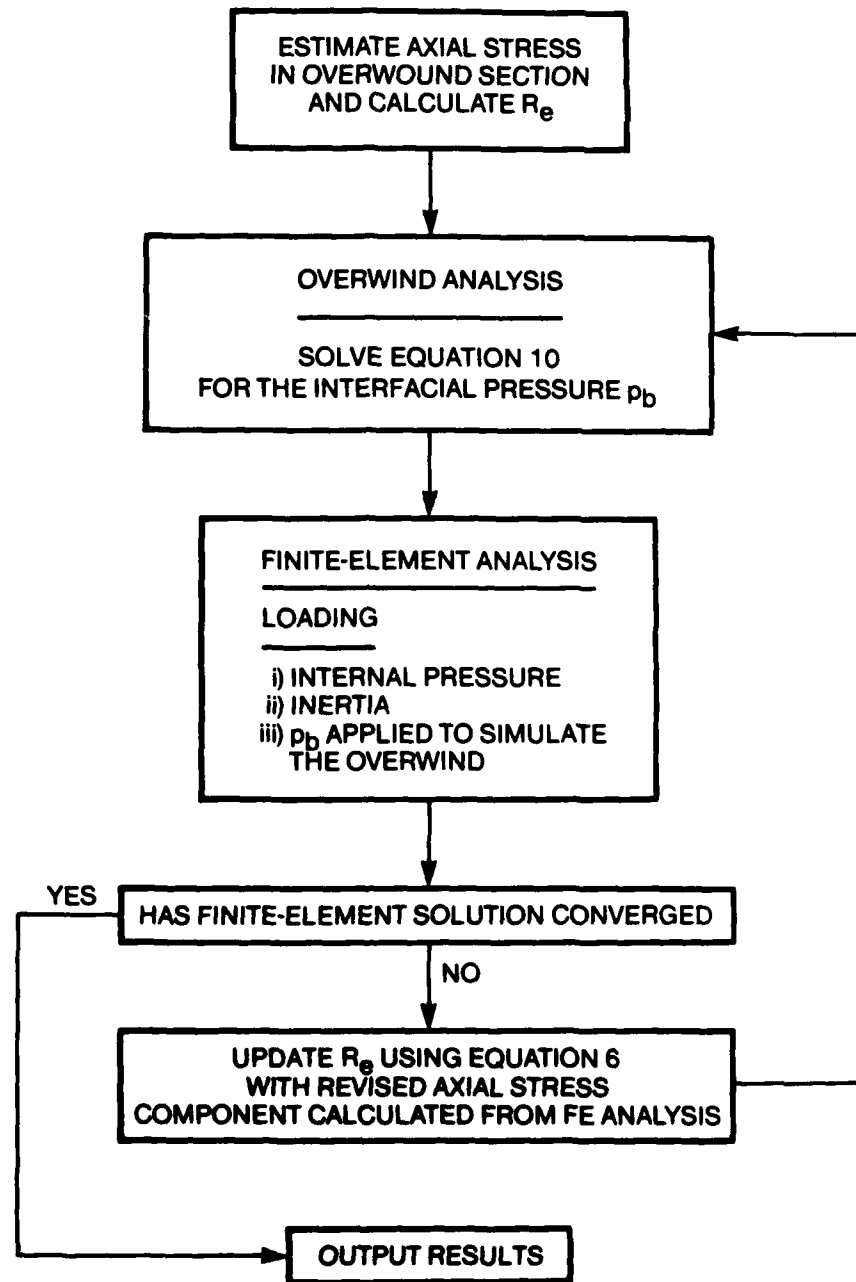 ESTIMATE AXIAL STRESS
IN OVERWOUND SECTION
AND CALCULATE Re
OVERWIND ANALYSIS
SOLVE EQUATION 10
FOR THE INTERFACIAL PRESSURE pb
FINITE-ELEMENT ANALYSIS
LOADING
i) INTERNAL PRESSURE
ii) INERTIA
iii) pb APPLIED TO SIMULATE
THE OVERWIND
YES
HAS FINITE-ELEMENT SOLUTION CONVERGED
NO
UPDATE Re USING EQUATION 6
WITH REVISED AXIAL STRESS
COMPONENT CALCULATED FROM FE ANALYSIS
OUTPUT RESULTS